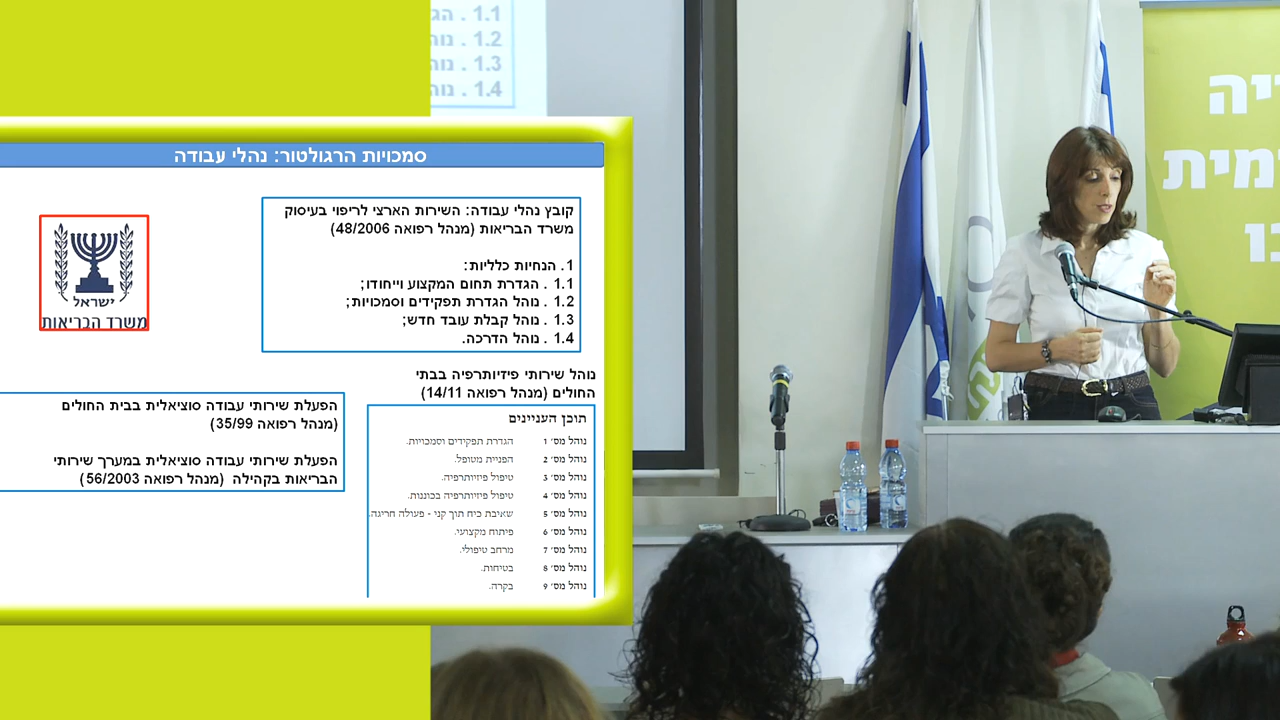 1.1 . הג
1.2 . נוה
1.3 . נוה
1.4 . נוה
סמכויות הרגולטור: נהלי עבודה
קובץ נהלי עבודה: השירות הארצי לריפוי בעיסוק
משרד הבריאות (מנהל רפואה 48/2006)
1. הנחיות כלליות:
1.1 . הגדרת תחום המקצוע וייחודו;
1.2 . נוהל הגדרת תפקידים וסמכויות;
1.3 . נוהל קבלת עובד חדש;
1.4 . נוהל הדרכה.
ישראל
משרד הבריאות
נוהל שירותי פיזיותרפיה בבתי
החולים (מנהל רפואה 14/11)
תוכן העניינים
נוהל מס' 1 הגדרת תפקידים וסמכויות.
נוהל מס' 2 הפניית מטופל.
נוהל מס' 3 טיפול פיזיותרפיה.
נוהל מס' 4 טיפול פיזיותרפיה בכוננות.
נוהל מס' 5 שאיבת כיח תוך קני - פעולה חריגה.
נוהל מס' 6 פיתוח מקצועי.
נוהל מס' 7 מרחב טיפולי.
נוהל מס' 8 בטיחות.
נוהל מס' 9 בקרה.
הפעלת שירותי עבודה סוציאלית בבית החולים
(מנהל רפואה 35/99)
הפעלת שירותי עבודה סוציאלית במערך שירותי
הבריאות בקהילה (מנהל רפואה 56/2003)
יה
מית